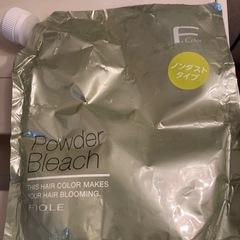 ノンダスト
タイプ
Powder
Bleach
THIS HAIR COLOR MAKES
YOUR HAIR BLOOMING.
FIOLE